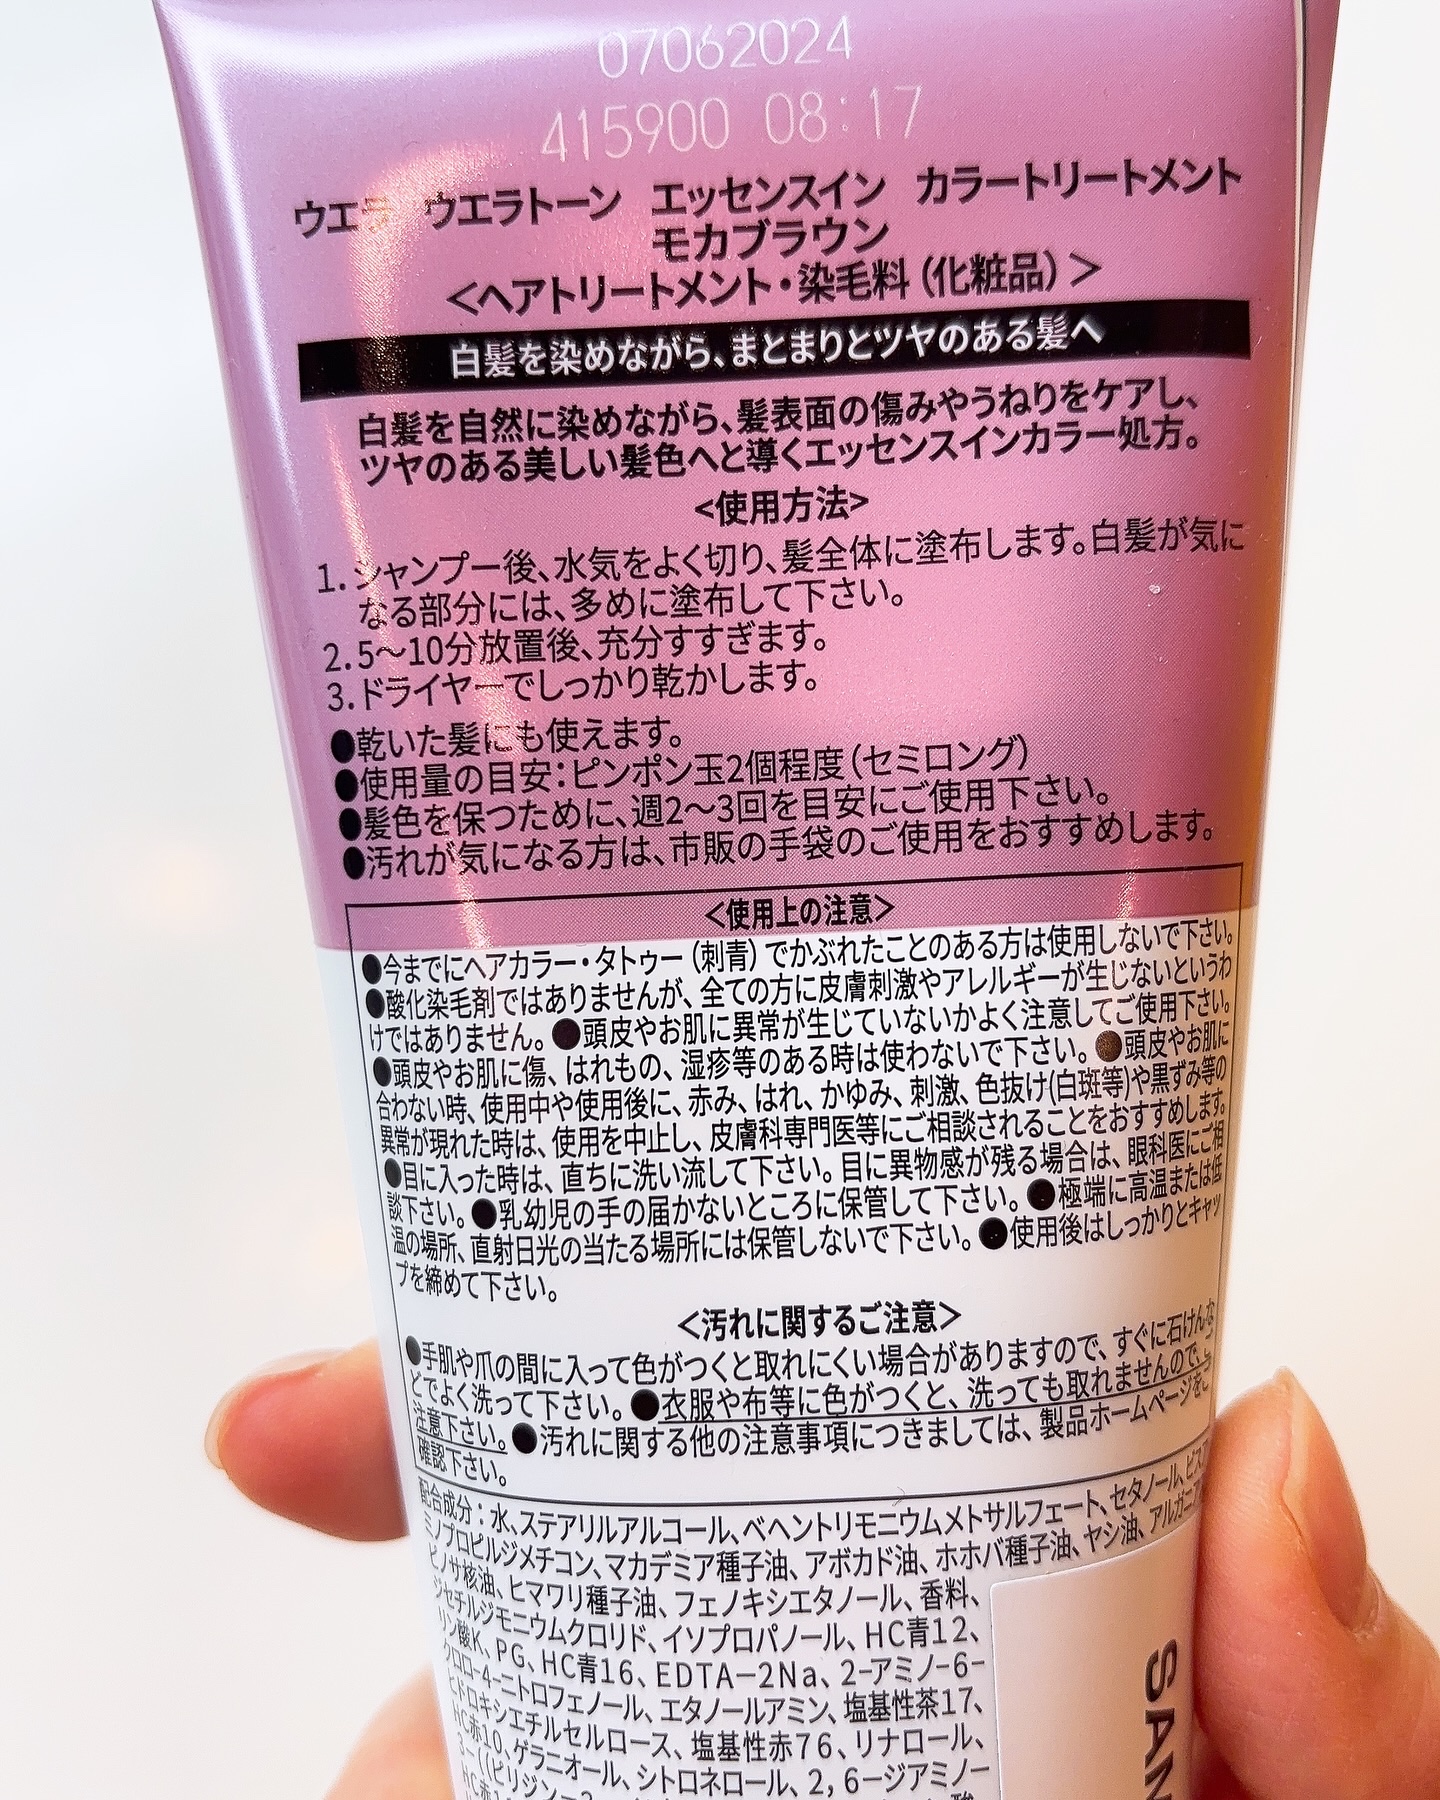 07062024
415900 08:17
ウエラ ウエラトーン エッセンスイン カラートリートメント
モカブラウン
＜ヘアトリートメント・染毛料（化粧品）＞
白髪を染めながら、まとまりとツヤのある髪へ
白髪を自然に染めながら、髪表面の傷みやうねりをケアし、
ツヤのある美しい髪色へと導くエッセンスインカラー処方。
<使用方法>
1. シャンプー後、水気をよく切り、髪全体に塗布します。白髪が気に
なる部分には、多めに塗布して下さい。
2. 5～10分放置後、充分すすぎます。
3. ドライヤーでしっかり乾かします。
●乾いた髪にも使えます。
●使用量の目安：ピンポン玉2個程度（セミロング）
●髪色を保つために、週2～3回を目安にご使用下さい。
●汚れが気になる方は、市販の手袋のご使用をおすすめします。
＜使用上の注意＞
●今までにヘアカラー・タトゥー（刺青）でかぶれたことのある方は使用しないで下さい。
●酸化染毛剤ではありませんが、全ての方に皮膚刺激やアレルギーが生じないというわ
けではありません。●頭皮やお肌に異常が生じていないかよく注意してご使用下さい。
●頭皮やお肌に傷、はれもの、湿疹等のある時は使わないで下さい。●頭皮やお肌に
合わない時、使用中や使用後に、赤み、はれ、かゆみ、刺激、色抜け(白斑等)や黒ずみ等の
異常が現れた時は、使用を中止し、皮膚科専門医等にご相談されることをおすすめします。
●目に入った時は、直ちに洗い流して下さい。目に異物感が残る場合は、眼科医にご相
談下さい。●乳幼児の手の届かないところに保管して下さい。●極端に高温または低
温の場所、直射日光の当たる場所には保管しないで下さい。●使用後はしっかりとキャッ
プを締めて下さい。
＜汚れに関するご注意＞
●手肌や爪の間に入って色がつくと取れにくい場合がありますので、すぐに石けんな
どでよく洗って下さい。●衣服や布等に色がつくと、洗っても取れませんので、ご
注意下さい。●汚れに関する他の注意事項につきましては、製品ホームページをご
確認下さい。
配合成分：水、ステアリルアルコール、ベヘントリモニウムメトサルフェート、セタノール、ビスア
ミノプロピルジメチコン、マカデミア種子油、アボカド油、ホホバ種子油、ヤシ油、アルガニア
ピノサ核油、ヒマワリ種子油、フェノキシエタノール、香料、
ジセチルジモニウムクロリド、イソプロパノール、HC青12、
リン酸K、PG、HC青16、EDTA－2Na、2－アミノ－6－
クロロ－4－ニトロフェノール、エタノールアミン、塩基性茶17、
ヒドロキシエチルセルロース、塩基性赤76、リナロール、
HC赤10、ゲラニオール、シトロネロール、2，6－ジアミノ－
3－((ピリジン－3
SAN